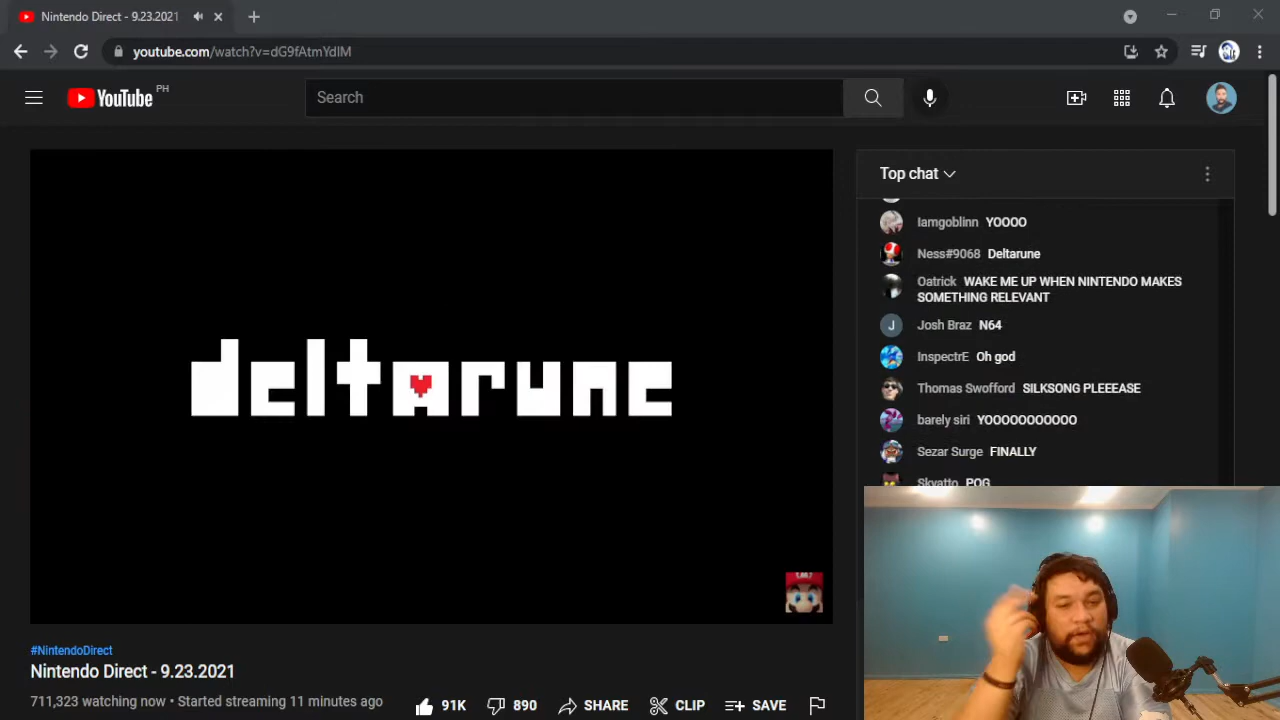 Nintendo Direct - 9.23.2021
youtube.com/watch?v=dG9fAtmYdIM
YouTube PH
Search
Top chat
Iamgoblinn YOOOO
Ness#9068 Deltarune
Oatrick WAKE ME UP WHEN NINTENDO MAKES
SOMETHING RELEVANT
J Josh Braz N64
InspectrE Oh god
Thomas Swofford SILKSONG PLEEEASE
barely siri YOOOOOOOOOO
Sezar Surge FINALLY
Skyatto POG
deltarune
#NintendoDirect
Nintendo Direct - 9.23.2021
711,323 watching now • Started streaming 11 minutes ago
91K 890 SHARE CLIP SAVE